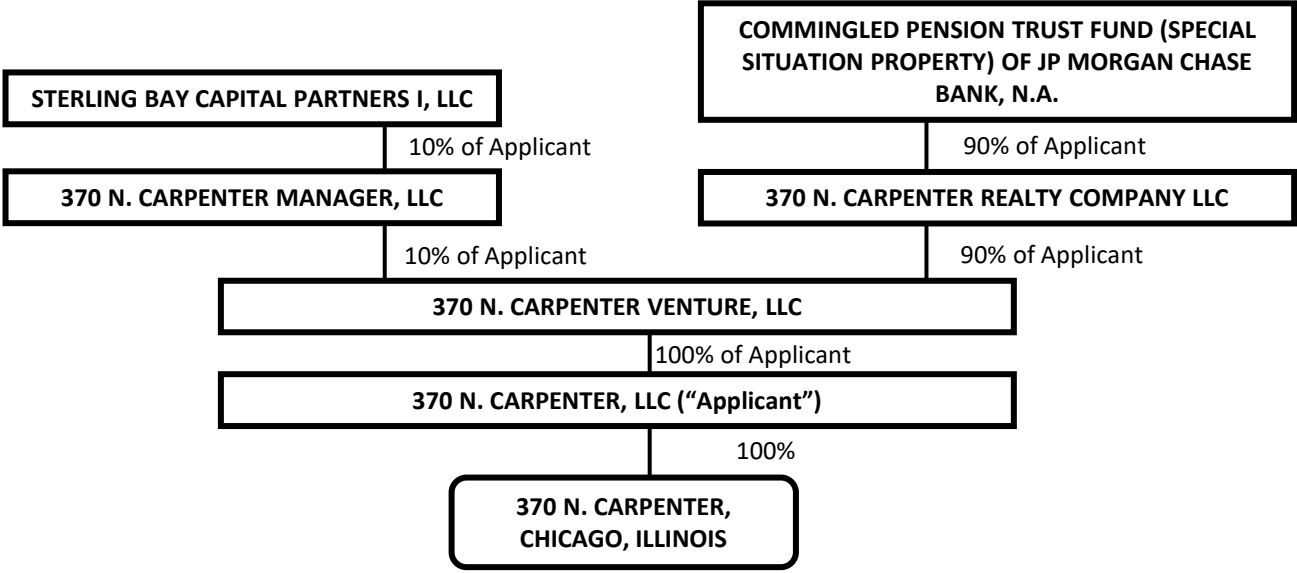 COMMINGLED PENSION TRUST FUND (SPECIAL
SITUATION PROPERTY) OF JP MORGAN CHASE
BANK, N.A.
STERLING BAY CAPITAL PARTNERS I, LLC
10% of Applicant
90% of Applicant
370 N. CARPENTER MANAGER, LLC
370 N. CARPENTER REALTY COMPANY LLC
10% of Applicant
90% of Applicant
370 N. CARPENTER VENTURE, LLC
100% of Applicant
370 N. CARPENTER, LLC (“Applicant”)
100%
370 N. CARPENTER,
CHICAGO, ILLINOIS